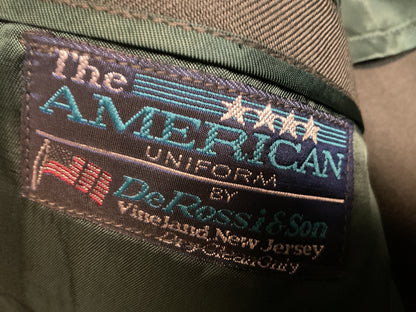 The
AMERICAN
UNIFORM
BY
DeRossi & Son
Vineland New Jersey
Dry Clean Only